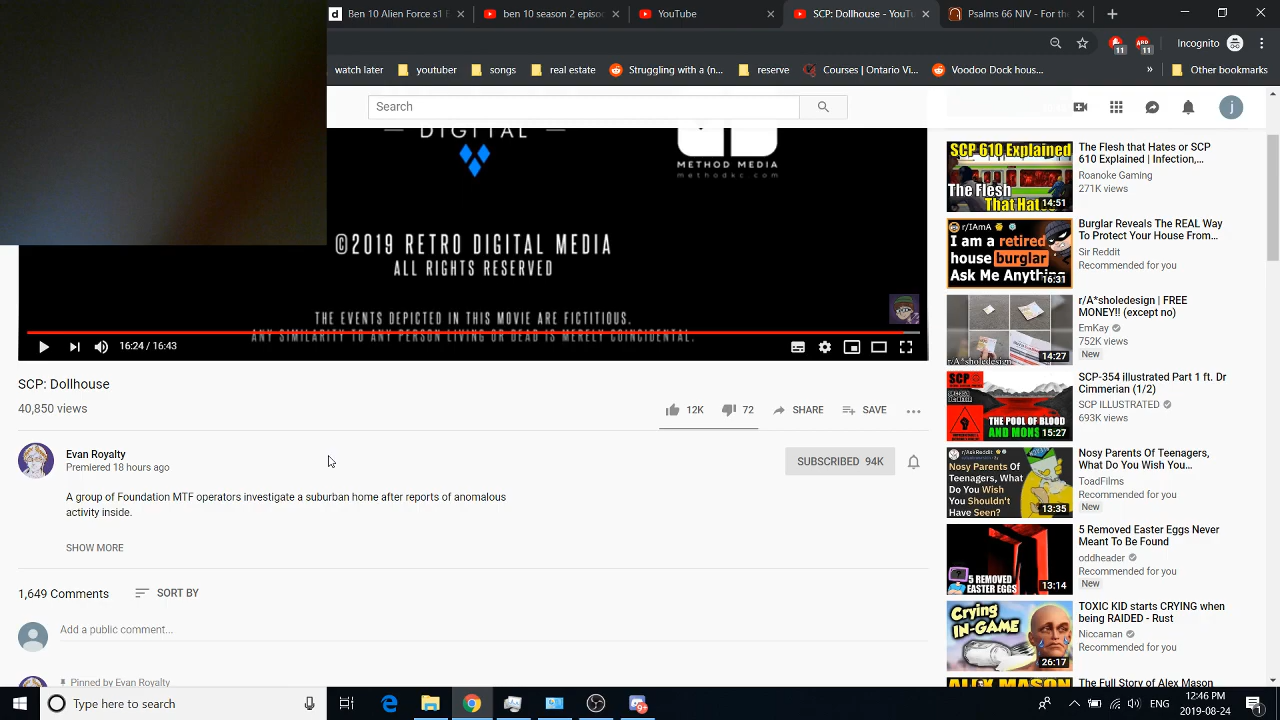 Ben 10 Alien Force s1 E
ben 10 season 2 episo
YouTube
SCP: Dollhouse - YouT
Psalms 66 NIV - For th
11
11
Incognito
watch later
youtube
songs
real estate
Struggling with a (n...
reserve
Courses | Ontario Vi...
Voodoo Dock hous...
»
Other bookmarks
Search
j
DIGITAL
METHOD MEDIA
methodkc.com
©2019 RETRO DIGITAL MEDIA
ALL RIGHTS RESERVED
THE EVENTS DEPICTED IN THIS MOVIE ARE FICTITIOUS.
ANY SIMILARITY TO ANY PERSON LIVING OR DEAD IS MERELY COINCIDENTAL.
16:24 / 16:43
SCP: Dollhouse
40,850 views
12K
72
SHARE
SAVE
Evan Royalty
Premiered 18 hours ago
SUBSCRIBED 94K
A group of Foundation MTF operators investigate a suburban home after reports of anomalous
activity inside.
SHOW MORE
1,649 Comments
SORT BY
Add a public comment...
Pinned by Evan Royalty
SCP 610 Explained
The Flesh
That Hat
14:51
The Flesh that Hates or SCP
610 Explained | Infection,...
Roanoke Gaming
271K views
r/IAmA
I am a retired
house burglar
Ask Me Anything
16:31
Burglar Reveals The REAL Way
To Protect Your House From...
Sir Reddit
Recommended for you
r/A*sholedesign
14:27
r/A*sholedesign | FREE
MONEY!! (except no)
EmKay
752K views
New
SCP
THE POOL OF BLOOD
AND MONS
15:27
SCP-354 illustrated Part 1 ft. Dr
Cimmerian (1/2)
SCP ILLUSTRATED
693K views
r/AskReddit
Nosy Parents Of
Teenagers, What
Do You Wish
You Shouldn't
Have Seen?
13:35
Nosy Parents Of Teenagers,
What Do You Wish You...
ToadFilms
Recommended for you
New
5 REMOVED
EASTER EGGS
13:14
5 Removed Easter Eggs Never
Meant To Be Found
oddheader
Recommended for you
New
Crying
IN-GAME
26:17
TOXIC KID starts CRYING when
being RAIDED - Rust
Niccaman
Recommended for you
ALEX MASON
The Full Story of Alex Mason
Type here to search
9+
12:46 PM
2019-08-24
1